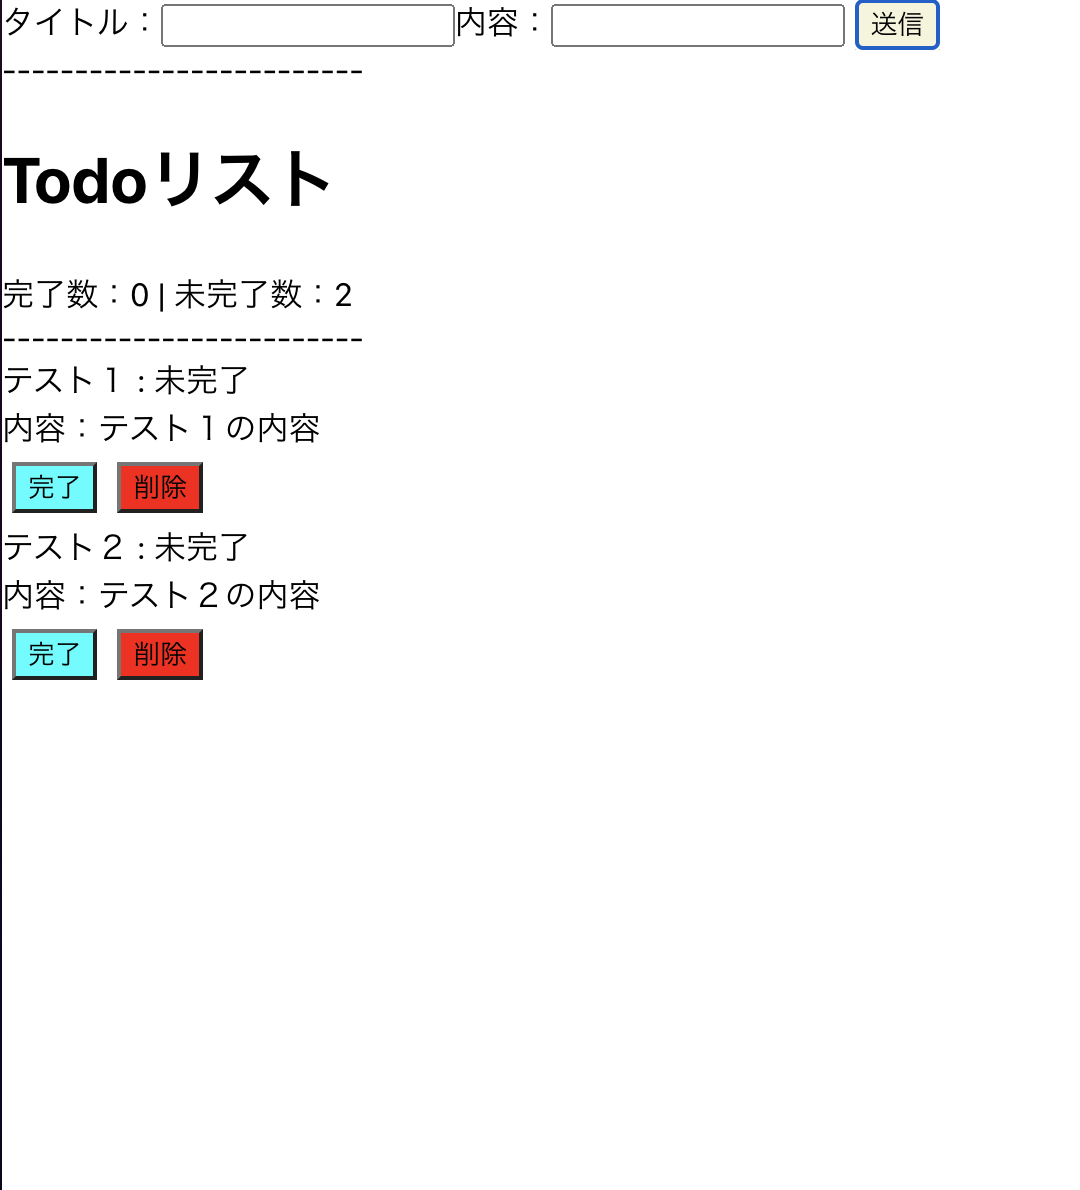 タイトル：内容： 送信
-------------------------
Todoリスト
完了数：0 | 未完了数：2
-------------------------
テスト１ : 未完了
内容：テスト１の内容
完了 削除
テスト２ : 未完了
内容：テスト２の内容
完了 削除